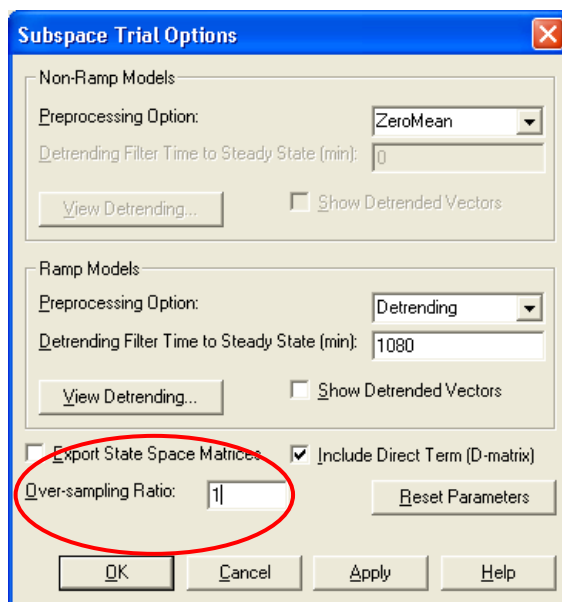 Subspace Trial Options
Non-Ramp Models
Preprocessing Option: ZeroMean
Detrending Filter Time to Steady State (min): 0
View Detrending... Show Detrended Vectors
Ramp Models
Preprocessing Option: Detrending
Detrending Filter Time to Steady State (min): 1080
View Detrending... Show Detrended Vectors
Export State Space Matrices Include Direct Term (D-matrix)
Over-sampling Ratio: 1 Reset Parameters
OK Cancel Apply Help